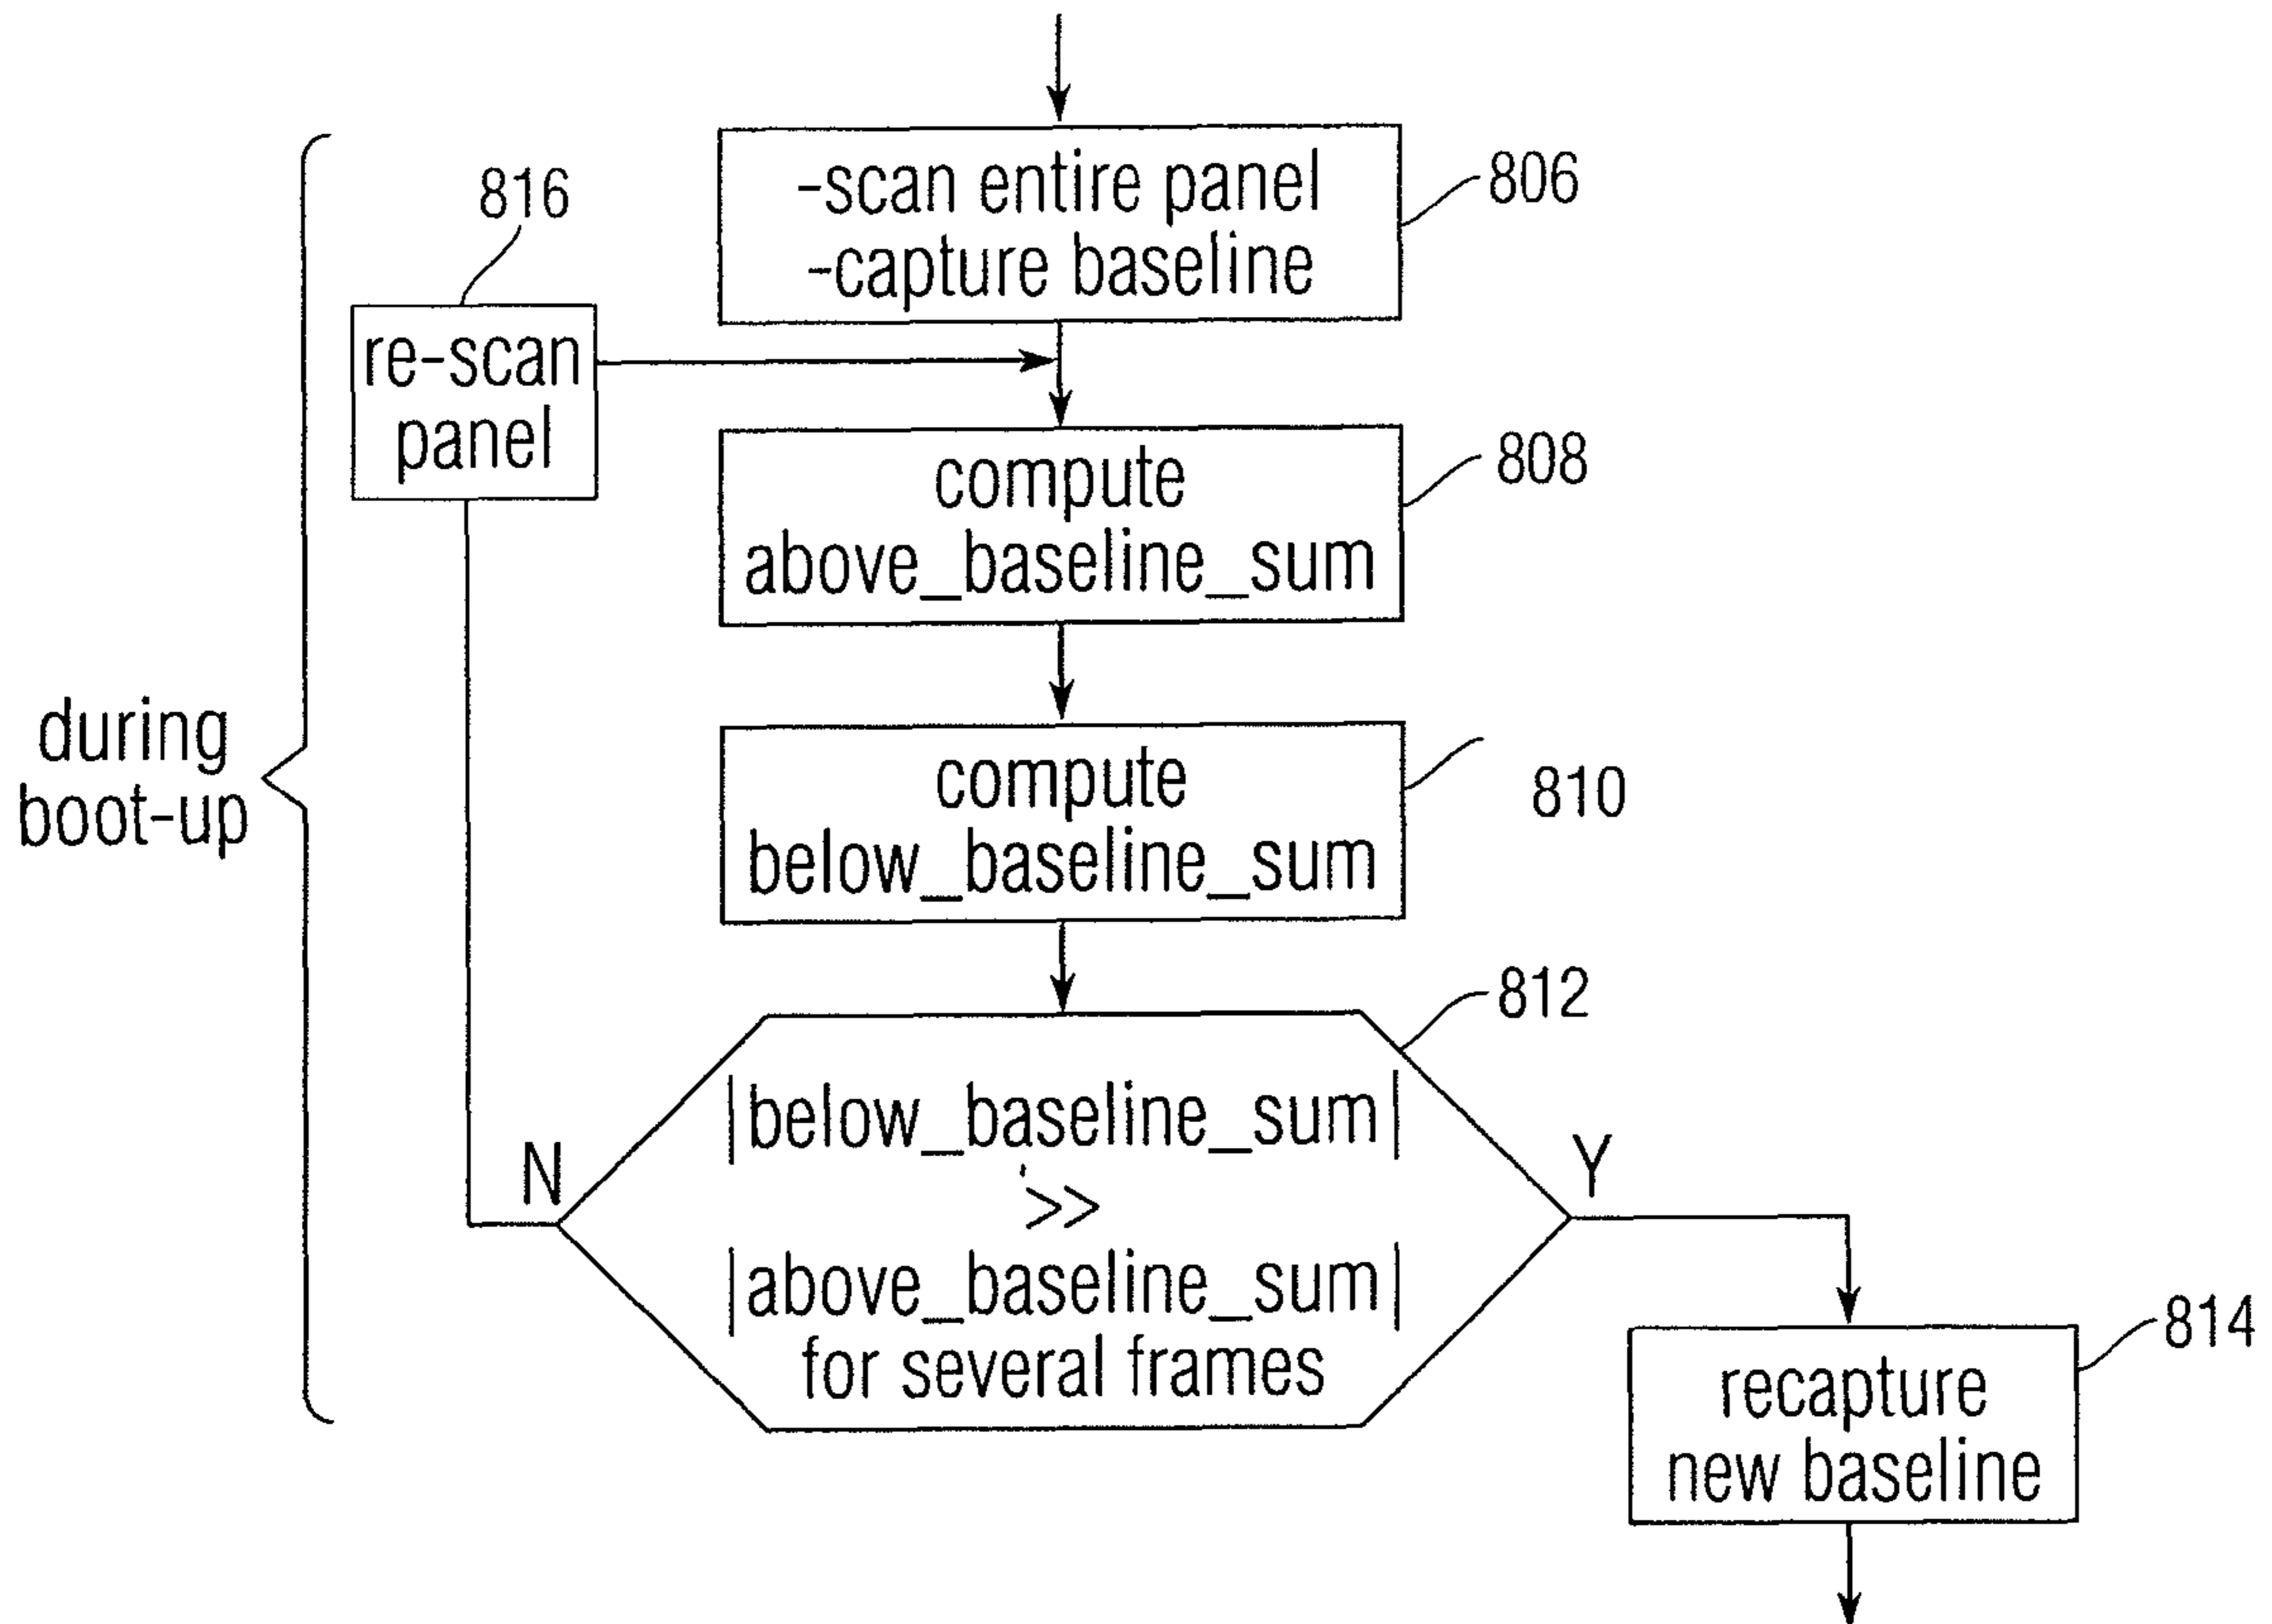 -scan entire panel
-capture baseline
806
816
re-scan
panel
compute
above_baseline_sum
808
during
boot-up
compute
below_baseline_sum
810
812
|below_baseline_sum|
>>
|above_baseline_sum|
for several frames
N
Y
recapture
new baseline
814